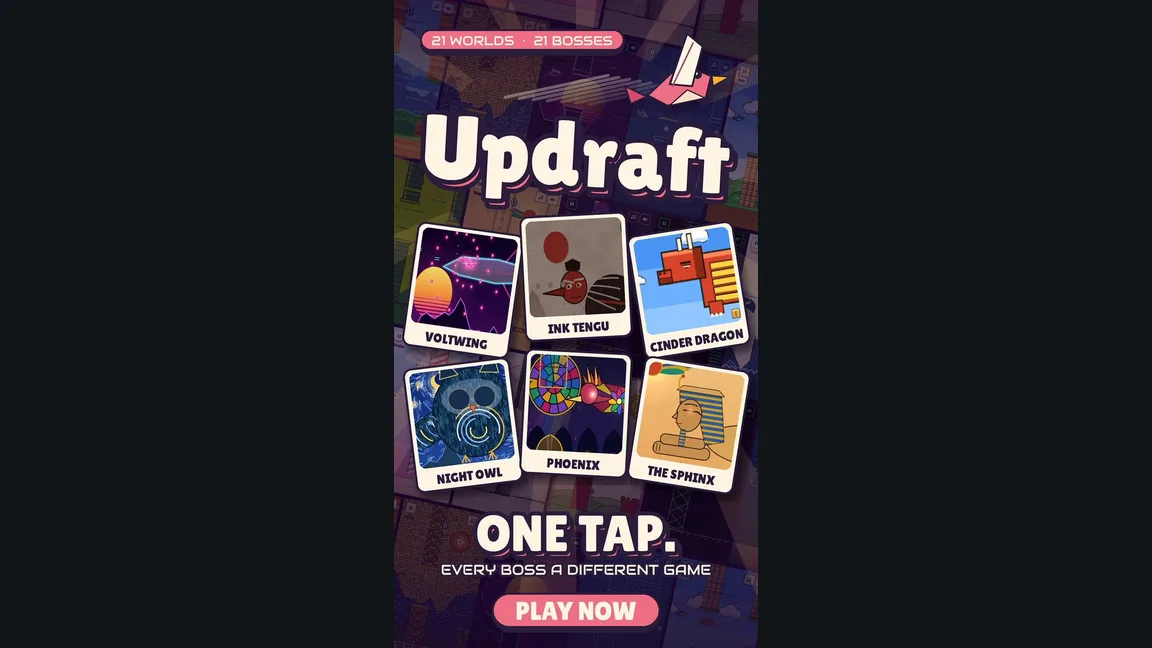 21 WORLDS · 21 BOSSES
Updraft
VOLTWING
INK TENGU
CINDER DRAGON
NIGHT OWL
PHOENIX
THE SPHINX
ONE TAP.
EVERY BOSS A DIFFERENT GAME
PLAY NOW